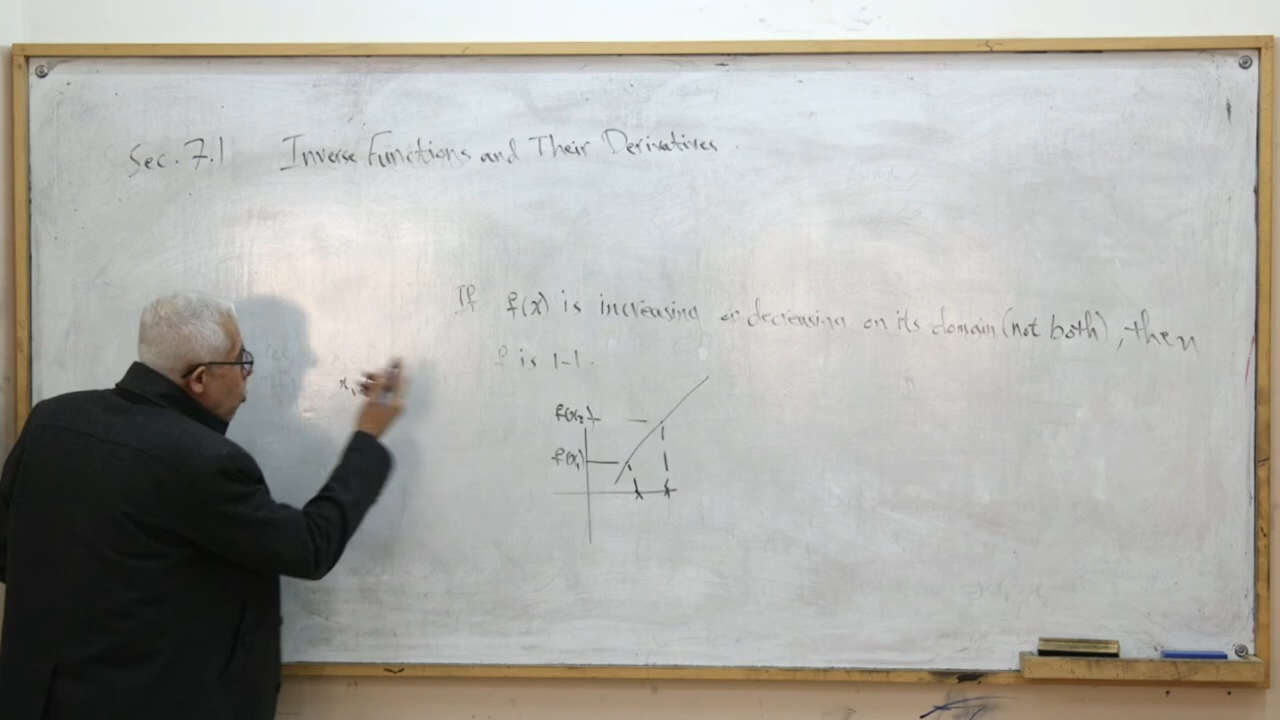 Sec. 7.1 Inverse Functions and Their Derivatives
If f(x) is increasing or decreasing on its domain (not both), then
f is 1-1.
x₁
f(x₂)
f(x₁)